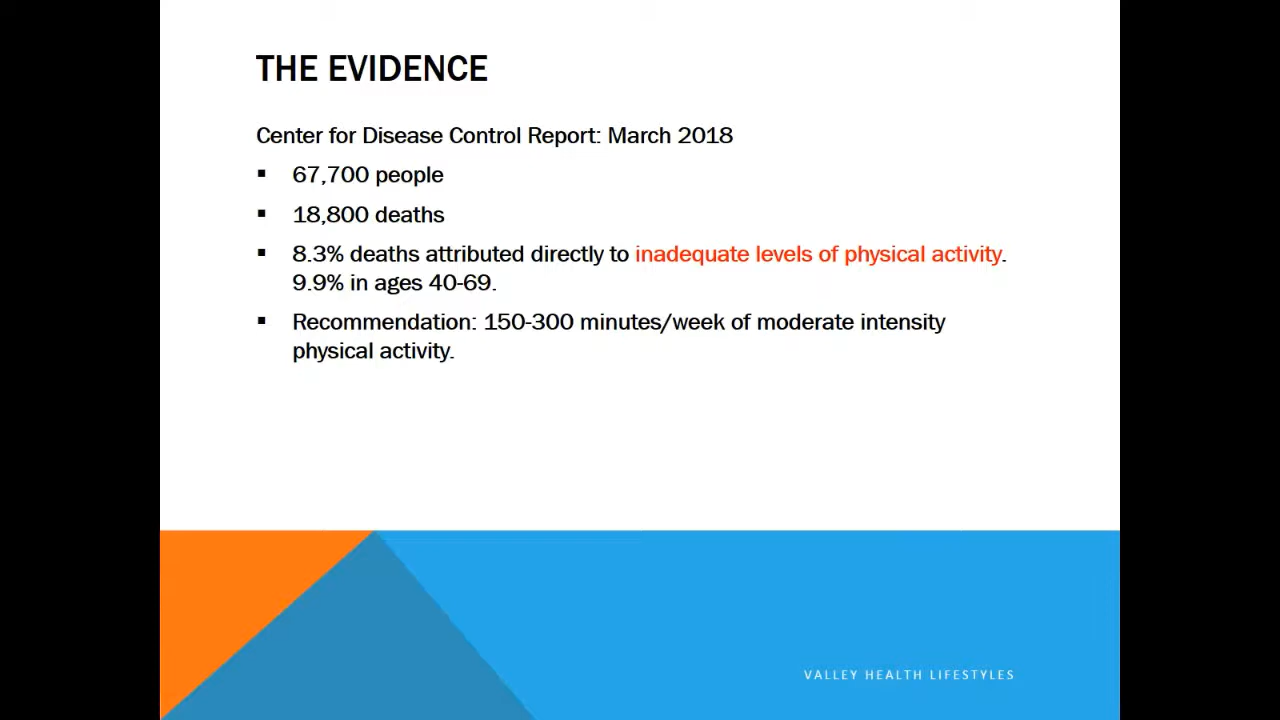 THE EVIDENCE
Center for Disease Control Report: March 2018
▪ 67,700 people
▪ 18,800 deaths
▪ 8.3% deaths attributed directly to inadequate levels of physical activity.
9.9% in ages 40-69.
▪ Recommendation: 150-300 minutes/week of moderate intensity
physical activity.
VALLEY HEALTH LIFESTYLES